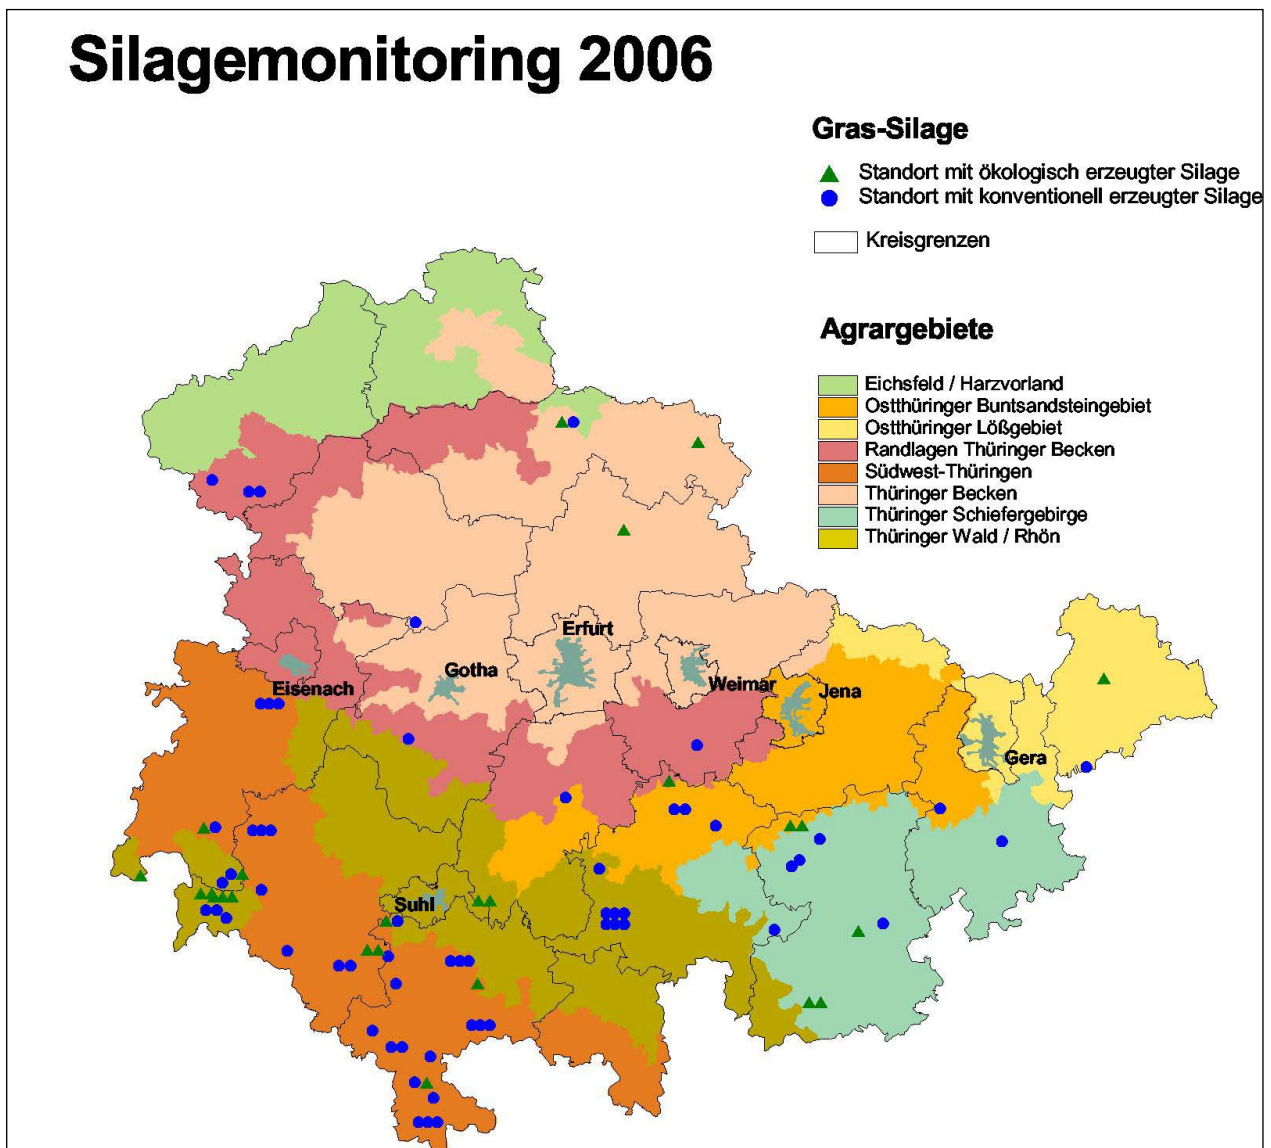 Silagemonitoring 2006
Gras-Silage
Standort mit ökologisch erzeugter Silage
Standort mit konventionell erzeugter Silage
Kreisgrenzen
Agrargebiete
Eichsfeld / Harzvorland
Ostthüringer Buntsandsteingebiet
Ostthüringer Lößgebiet
Randlagen Thüringer Becken
Südwest-Thüringen
Thüringer Becken
Thüringer Schiefergebirge
Thüringer Wald / Rhön
Erfurt
Gotha
Weimar
Eisenach
Jena
Gera
Suhl